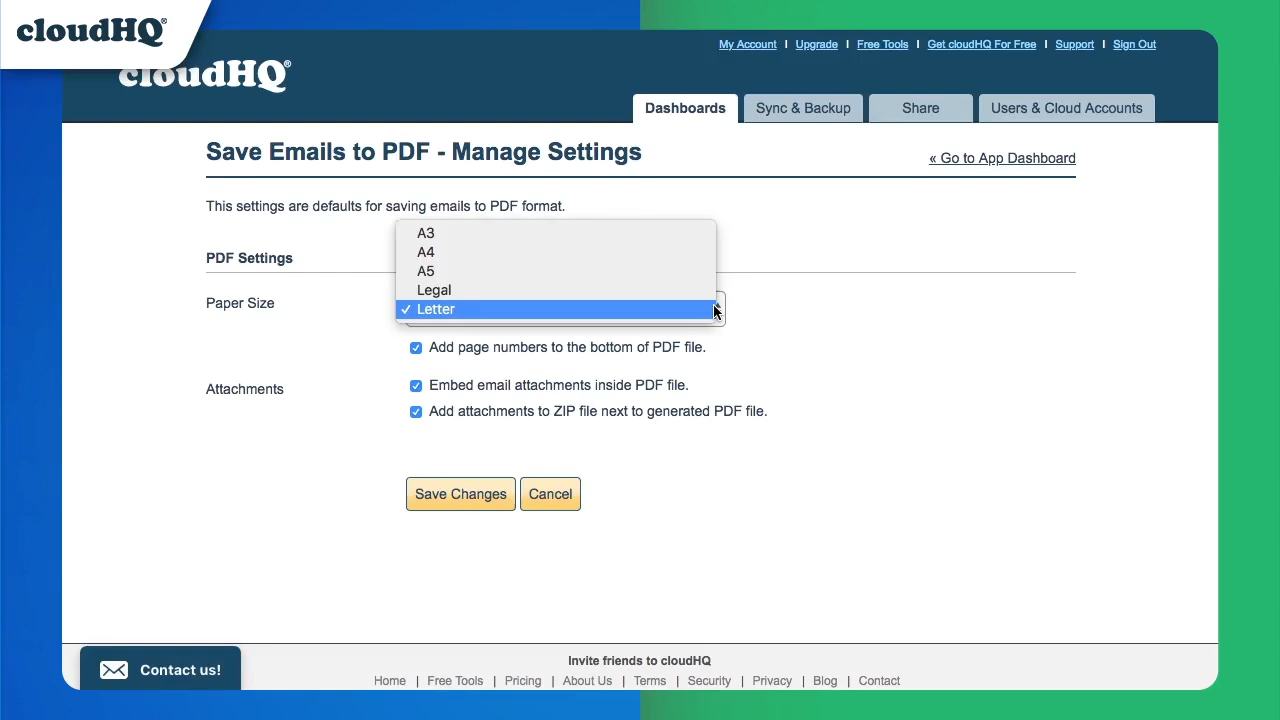 cloudHQ®
cloudHQ®
My Account | Upgrade | Free Tools | Get cloudHQ For Free | Support | Sign Out
Dashboards Sync & Backup Share Users & Cloud Accounts
Save Emails to PDF - Manage Settings
« Go to App Dashboard
This settings are defaults for saving emails to PDF format.
A3
PDF Settings
A4
A5
Legal
Paper Size
✓ Letter
Add page numbers to the bottom of PDF file.
Attachments
Embed email attachments inside PDF file.
Add attachments to ZIP file next to generated PDF file.
Save Changes Cancel
Invite friends to cloudHQ
Contact us!
Home | Free Tools | Pricing | About Us | Terms | Security | Privacy | Blog | Contact